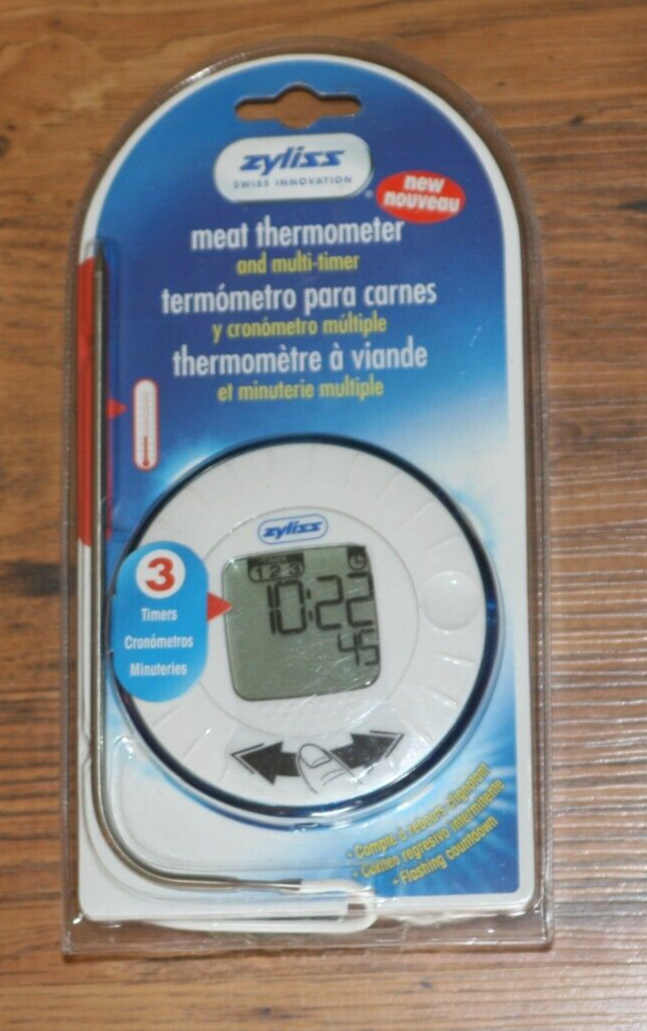 zyliss
SWISS INNOVATION
®
new
nouveau
meat thermometer
and multi-timer
termómetro para carnes
y cronómetro múltiple
thermomètre à viande
et minuterie multiple
zyliss
3
Timers
Cronómetros
Minuteries
1 2 3
10:22
45
• Compte à rebours clignotant
• Conteo regresivo intermitente
• Flashing countdown